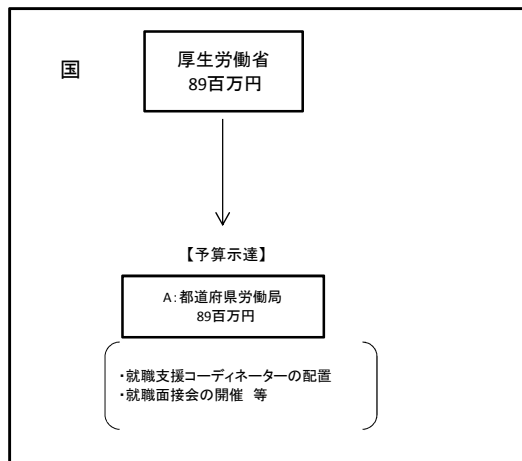 国
厚生労働省
89百万円
【予算示達】
A:都道府県労働局
89百万円
・就職支援コーディネーターの配置
・就職面接会の開催 等